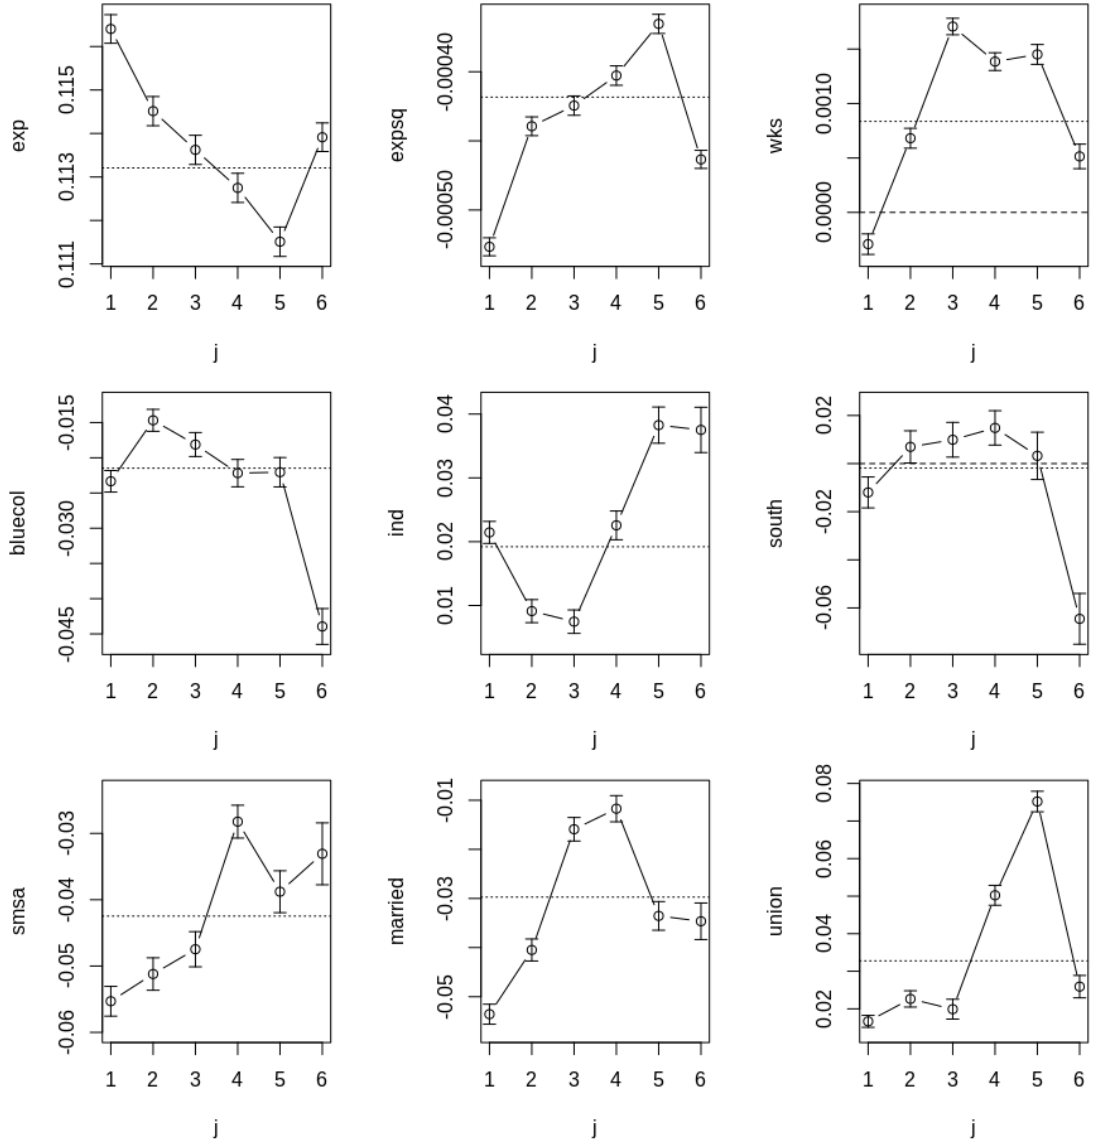 exp
0.111 0.113 0.115
1 2 3 4 5 6
j
expsq
-0.00050 -0.00040
1 2 3 4 5 6
j
wks
0.0000 0.0010
1 2 3 4 5 6
j
bluecol
-0.045 -0.030 -0.015
1 2 3 4 5 6
j
ind
0.01 0.02 0.03 0.04
1 2 3 4 5 6
j
south
-0.06 -0.02 0.02
1 2 3 4 5 6
j
smsa
-0.06 -0.05 -0.04 -0.03
1 2 3 4 5 6
j
married
-0.05 -0.03 -0.01
1 2 3 4 5 6
j
union
0.02 0.04 0.06 0.08
1 2 3 4 5 6
j